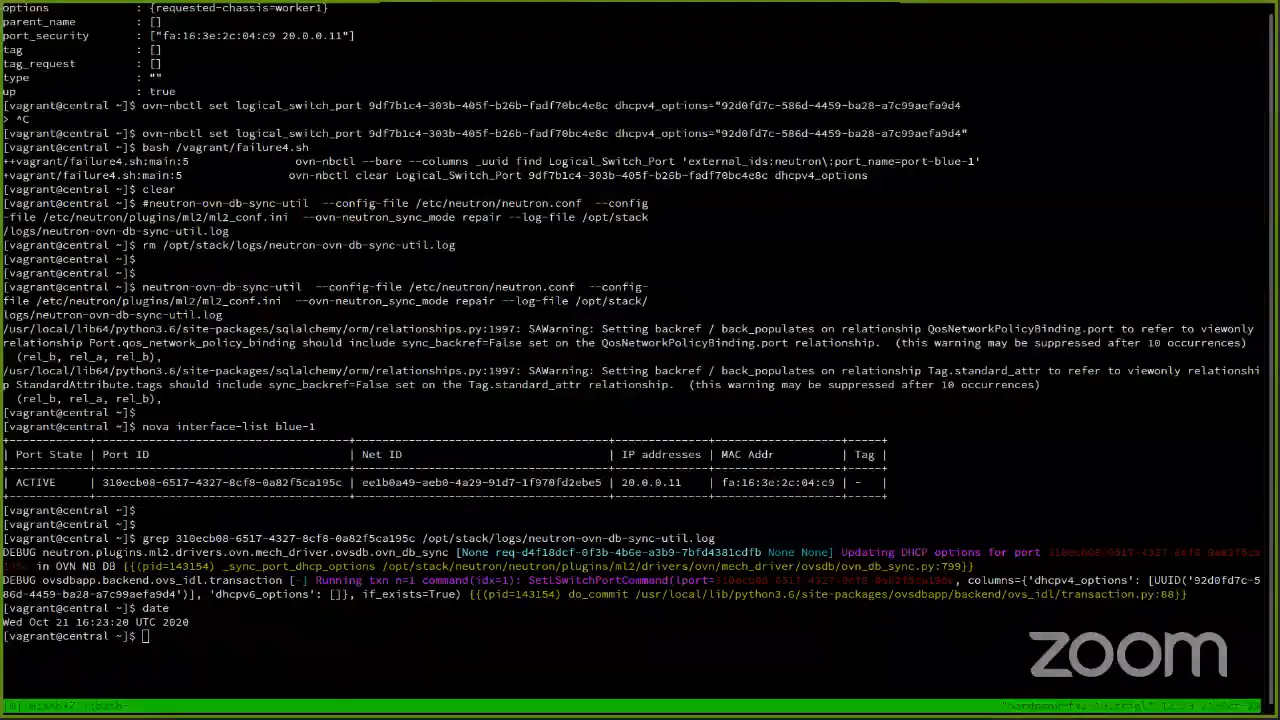 options : {requested-chassis=worker1}
parent_name : []
port_security : ["fa:16:3e:2c:04:c9 20.0.0.11"]
tag : []
tag_request : []
type : ""
up : true
[vagrant@central ~]$ ovn-nbctl set logical_switch_port 9df7b1c4-303b-405f-b26b-fadf70bc4e8c dhcpv4_options="92d0fd7c-586d-4459-ba28-a7c99aefa9d4
> ^C
[vagrant@central ~]$ ovn-nbctl set logical_switch_port 9df7b1c4-303b-405f-b26b-fadf70bc4e8c dhcpv4_options="92d0fd7c-586d-4459-ba28-a7c99aefa9d4"
[vagrant@central ~]$ bash /vagrant/failure4.sh
++vagrant/failure4.sh:main:5 ovn-nbctl --bare --columns _uuid find Logical_Switch_Port 'external_ids:neutron\:port_name=port-blue-1'
+vagrant/failure4.sh:main:5 ovn-nbctl clear Logical_Switch_Port 9df7b1c4-303b-405f-b26b-fadf70bc4e8c dhcpv4_options
[vagrant@central ~]$ clear
[vagrant@central ~]$ #neutron-ovn-db-sync-util --config-file /etc/neutron/neutron.conf --config
-file /etc/neutron/plugins/ml2/ml2_conf.ini --ovn-neutron_sync_mode repair --log-file /opt/stack
/logs/neutron-ovn-db-sync-util.log
[vagrant@central ~]$ rm /opt/stack/logs/neutron-ovn-db-sync-util.log
[vagrant@central ~]$
[vagrant@central ~]$
[vagrant@central ~]$ neutron-ovn-db-sync-util --config-file /etc/neutron/neutron.conf --config-
file /etc/neutron/plugins/ml2/ml2_conf.ini --ovn-neutron_sync_mode repair --log-file /opt/stack/
logs/neutron-ovn-db-sync-util.log
/usr/local/lib64/python3.6/site-packages/sqlalchemy/orm/relationships.py:1997: SAWarning: Setting backref / back_populates on relationship QosNetworkPolicyBinding.port to refer to viewonly
relationship Port.qos_network_policy_binding should include sync_backref=False set on the QosNetworkPolicyBinding.port relationship. (this warning may be suppressed after 10 occurrences)
(rel_b, rel_a, rel_b),
/usr/local/lib64/python3.6/site-packages/sqlalchemy/orm/relationships.py:1997: SAWarning: Setting backref / back_populates on relationship Tag.standard_attr to refer to viewonly relationshi
p StandardAttribute.tags should include sync_backref=False set on the Tag.standard_attr relationship. (this warning may be suppressed after 10 occurrences)
(rel_b, rel_a, rel_b),
[vagrant@central ~]$
[vagrant@central ~]$ nova interface-list blue-1
| Port State | Port ID | Net ID | IP addresses | MAC Addr | Tag |
| ACTIVE | 310ecb08-6517-4327-8cf8-0a82f5ca195c | ee1b0a49-aeb0-4a29-91d7-1f970fd2ebe5 | 20.0.0.11 | fa:16:3e:2c:04:c9 | - |
[vagrant@central ~]$
[vagrant@central ~]$
[vagrant@central ~]$ grep 310ecb08-6517-4327-8cf8-0a82f5ca195c /opt/stack/logs/neutron-ovn-db-sync-util.log
DEBUG neutron.plugins.ml2.drivers.ovn.mech_driver.ovsdb.ovn_db_sync [None req-d4f18dcf-0f3b-4b6e-a3b9-7bfd4381cdfb None None] Updating DHCP options for port 310ecb08-6517-4327-8cf8-0a82f5ca
195c in OVN NB DB {{(pid=143154) _sync_port_dhcp_options /opt/stack/neutron/neutron/plugins/ml2/drivers/ovn/mech_driver/ovsdb/ovn_db_sync.py:799}}
DEBUG ovsdbapp.backend.ovs_idl.transaction [-] Running txn n=1 command(idx=1): SetLSwitchPortCommand(lport=310ecb08-6517-4327-8cf8-0a82f5ca195c, columns={'dhcpv4_options': [UUID('92d0fd7c-5
86d-4459-ba28-a7c99aefa9d4')], 'dhcpv6_options': []}, if_exists=True) {{(pid=143154) do_commit /usr/local/lib/python3.6/site-packages/ovsdbapp/backend/ovs_idl/transaction.py:88}}
[vagrant@central ~]$ date
Wed Oct 21 16:23:20 UTC 2020
[vagrant@central ~]$
zoom